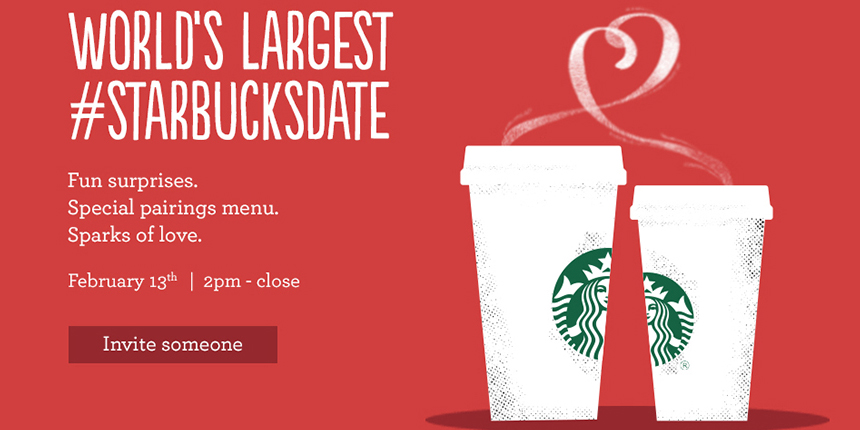 WORLD'S LARGEST
#STARBUCKSDATE
Fun surprises.
Special pairings menu.
Sparks of love.
February 13th | 2pm - close
Invite someone
®